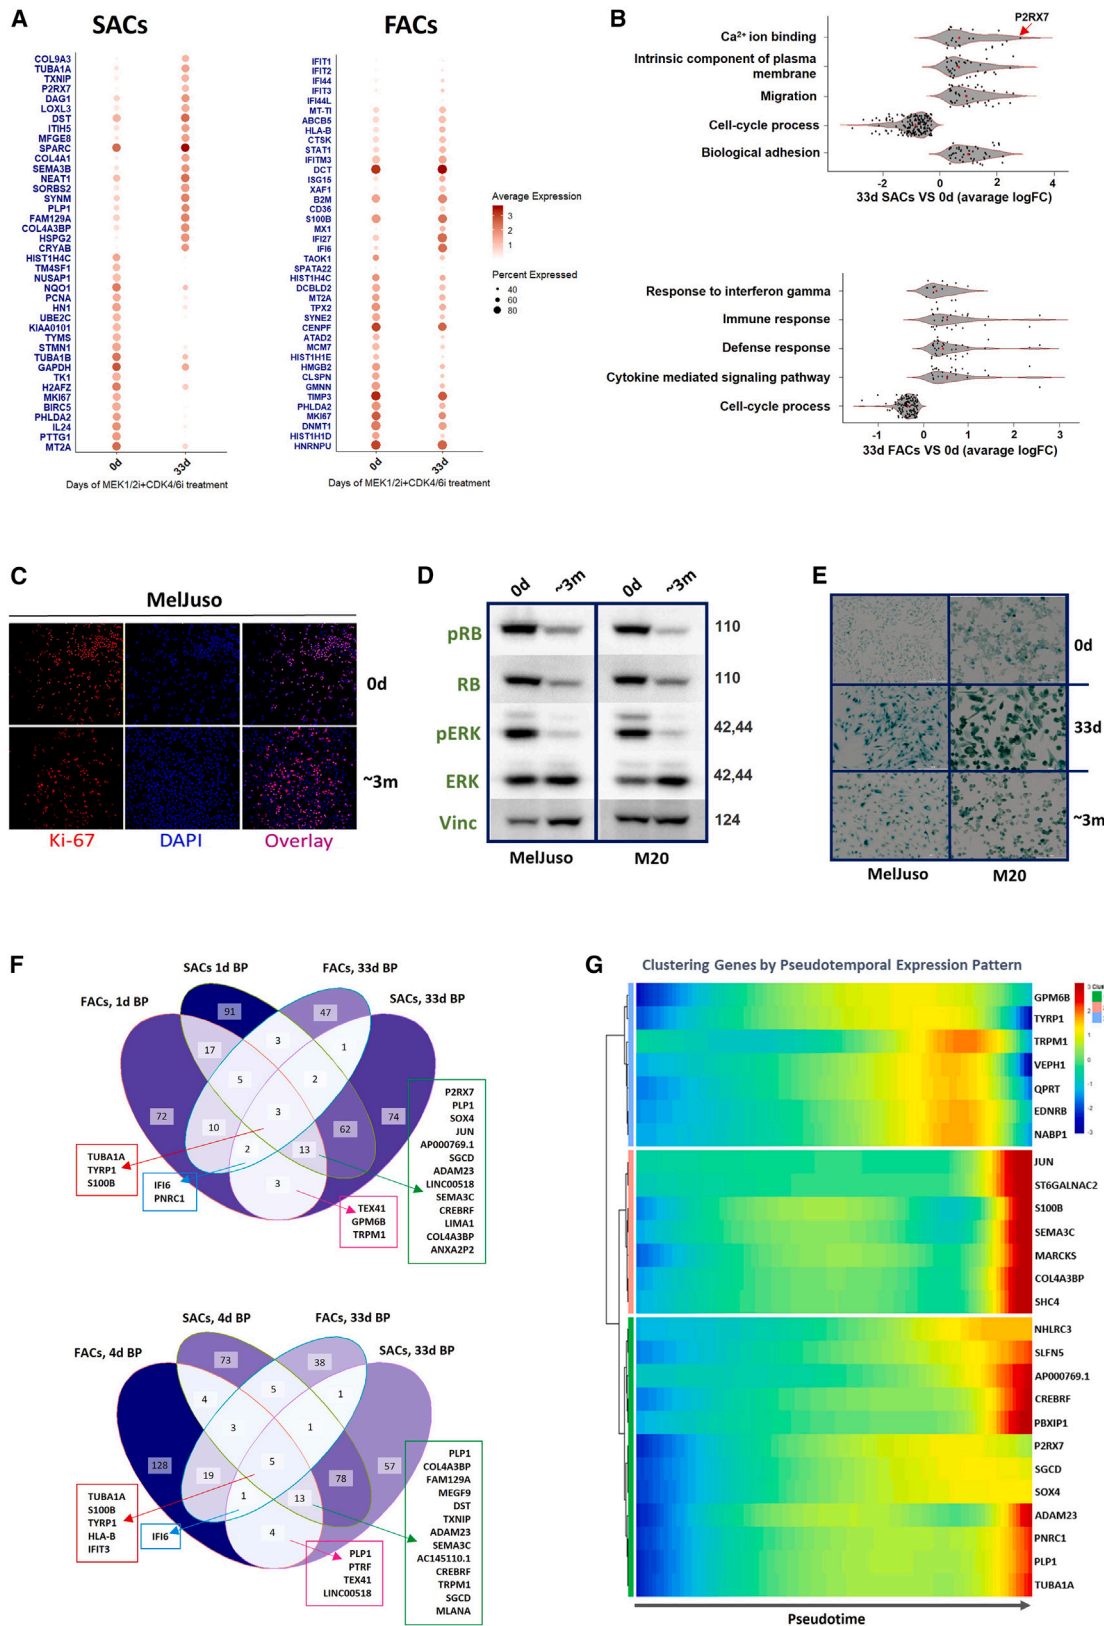 A
SACs
FACs
COL9A3
TUBA1A
TXNIP
P2RX7
DAG1
LOXL3
DST
ITIH5
MFGE8
SPARC
COL4A1
SEMA3B
NEAT1
SORBS2
SYNM
PLP1
FAM129A
COL4A3BP
HSPG2
CRYAB
HIST1H4C
TM4SF1
NUSAP1
NQO1
PCNA
HN1
UBE2C
KIAA0101
TYMS
STMN1
TUBA1B
GAPDH
TK1
H2AFZ
MKI67
BIRC5
PHLDA2
IL24
PTTG1
MT2A
0d
33d
Days of MEK1/2i+CDK4/6i treatment
IFIT1
IFIT2
IFI44
IFIT3
IFI44L
MT-TI
ABCB5
HLA-B
CTSK
STAT1
IFITM3
DCT
ISG15
XAF1
B2M
CD36
S100B
MX1
IFI27
IFI6
TAOK1
SPATA22
HIST1H4C
DCBLD2
MT2A
TPX2
SYNE2
CENPF
ATAD2
MCM7
HIST1H1E
HMGB2
CLSPN
GMNN
TIMP3
PHLDA2
MKI67
DNMT1
HIST1H1D
HNRNPU
0d
33d
Days of MEK1/2i+CDK4/6i treatment
Average Expression
3
2
1
Percent Expressed
40
60
80
B
P2RX7
Ca2+ ion binding
Intrinsic component of plasma
membrane
Migration
Cell-cycle process
Biological adhesion
-2 0 2 4
33d SACs VS 0d (avarage logFC)
Response to interferon gamma
Immune response
Defense response
Cytokine mediated signaling pathway
Cell-cycle process
-1 0 1 2 3
33d FACs VS 0d (avarage logFC)
C
MelJuso
0d
~3m
Ki-67 DAPI Overlay
D
0d ~3m 0d ~3m
pRB 110
RB 110
pERK 42,44
ERK 42,44
Vinc 124
MelJuso M20
E
0d
33d
~3m
MelJuso M20
F
SACs 1d BP
FACs, 33d BP
FACs, 1d BP
SACs, 33d BP
91
47
17
3
1
5
2
72
3
62
74
10
2
13
3
TUBA1A
TYRP1
S100B
IFI6
PNRC1
TEX41
GPM6B
TRPM1
P2RX7
PLP1
SOX4
JUN
AP000769.1
SGCD
ADAM23
LINC00518
SEMA3C
CREBRF
LIMA1
COL4A3BP
ANXA2P2
SACs, 4d BP
FACs, 33d BP
FACs, 4d BP
SACs, 33d BP
73
38
4
5
1
3
1
128
19
5
78
57
1
13
4
TUBA1A
S100B
TYRP1
HLA-B
IFIT3
IFI6
PLP1
PTRF
TEX41
LINC00518
PLP1
COL4A3BP
FAM129A
MEGF9
DST
TXNIP
ADAM23
SEMA3C
AC145110.1
CREBRF
TRPM1
SGCD
MLANA
G
Clustering Genes by Pseudotemporal Expression Pattern
GPM6B
TYRP1
TRPM1
VEPH1
QPRT
EDNRB
NABP1
JUN
ST6GALNAC2
S100B
SEMA3C
MARCKS
COL4A3BP
SHC4
NHLRC3
SLFN5
AP000769.1
CREBRF
PBXIP1
P2RX7
SGCD
SOX4
ADAM23
PNRC1
PLP1
TUBA1A
3
2
1
0
-1
-2
-3
Clus
Pseudotime